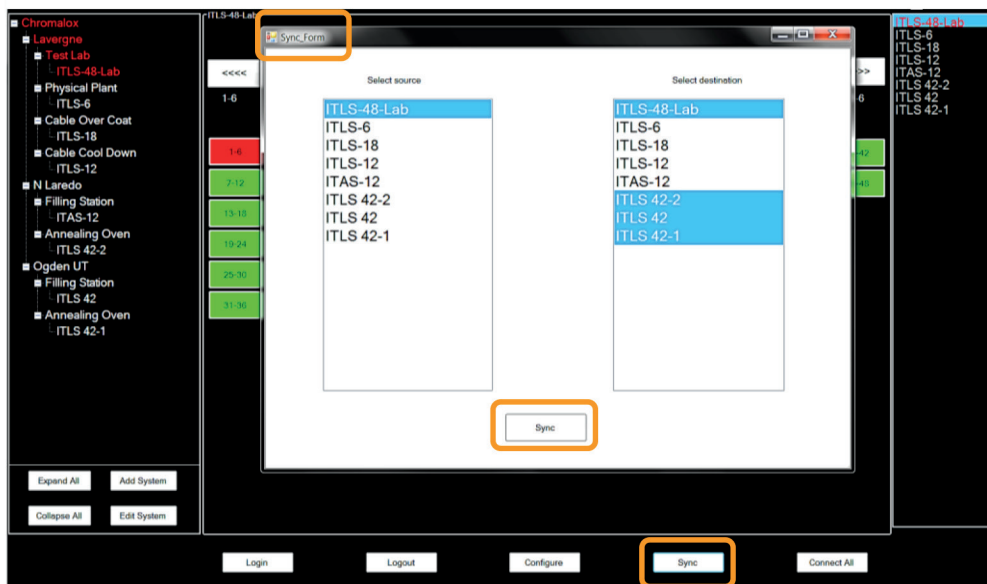 Chromalox
Lavergne
Test Lab
ITLS-48-Lab
Physical Plant
ITLS-6
Cable Over Coat
ITLS-18
Cable Cool Down
ITLS-12
N Laredo
Filling Station
ITAS-12
Annealing Oven
ITLS 42-2
Ogden UT
Filling Station
ITLS 42
Annealing Oven
ITLS 42-1
Expand All
Add System
Collapse All
Edit System
ITLS-48-Lab
<<<<
1-6
1-6
7-12
13-18
19-24
25-30
31-36
Sync_Form
Select source
ITLS-48-Lab
ITLS-6
ITLS-18
ITLS-12
ITAS-12
ITLS 42-2
ITLS 42
ITLS 42-1
Select destination
ITLS-48-Lab
ITLS-6
ITLS-18
ITLS-12
ITAS-12
ITLS 42-2
ITLS 42
ITLS 42-1
Sync
>>
-6
-42
-48
ITLS-48-Lab
ITLS-6
ITLS-18
ITLS-12
ITAS-12
ITLS 42-2
ITLS 42
ITLS 42-1
Login
Logout
Configure
Sync
Connect All